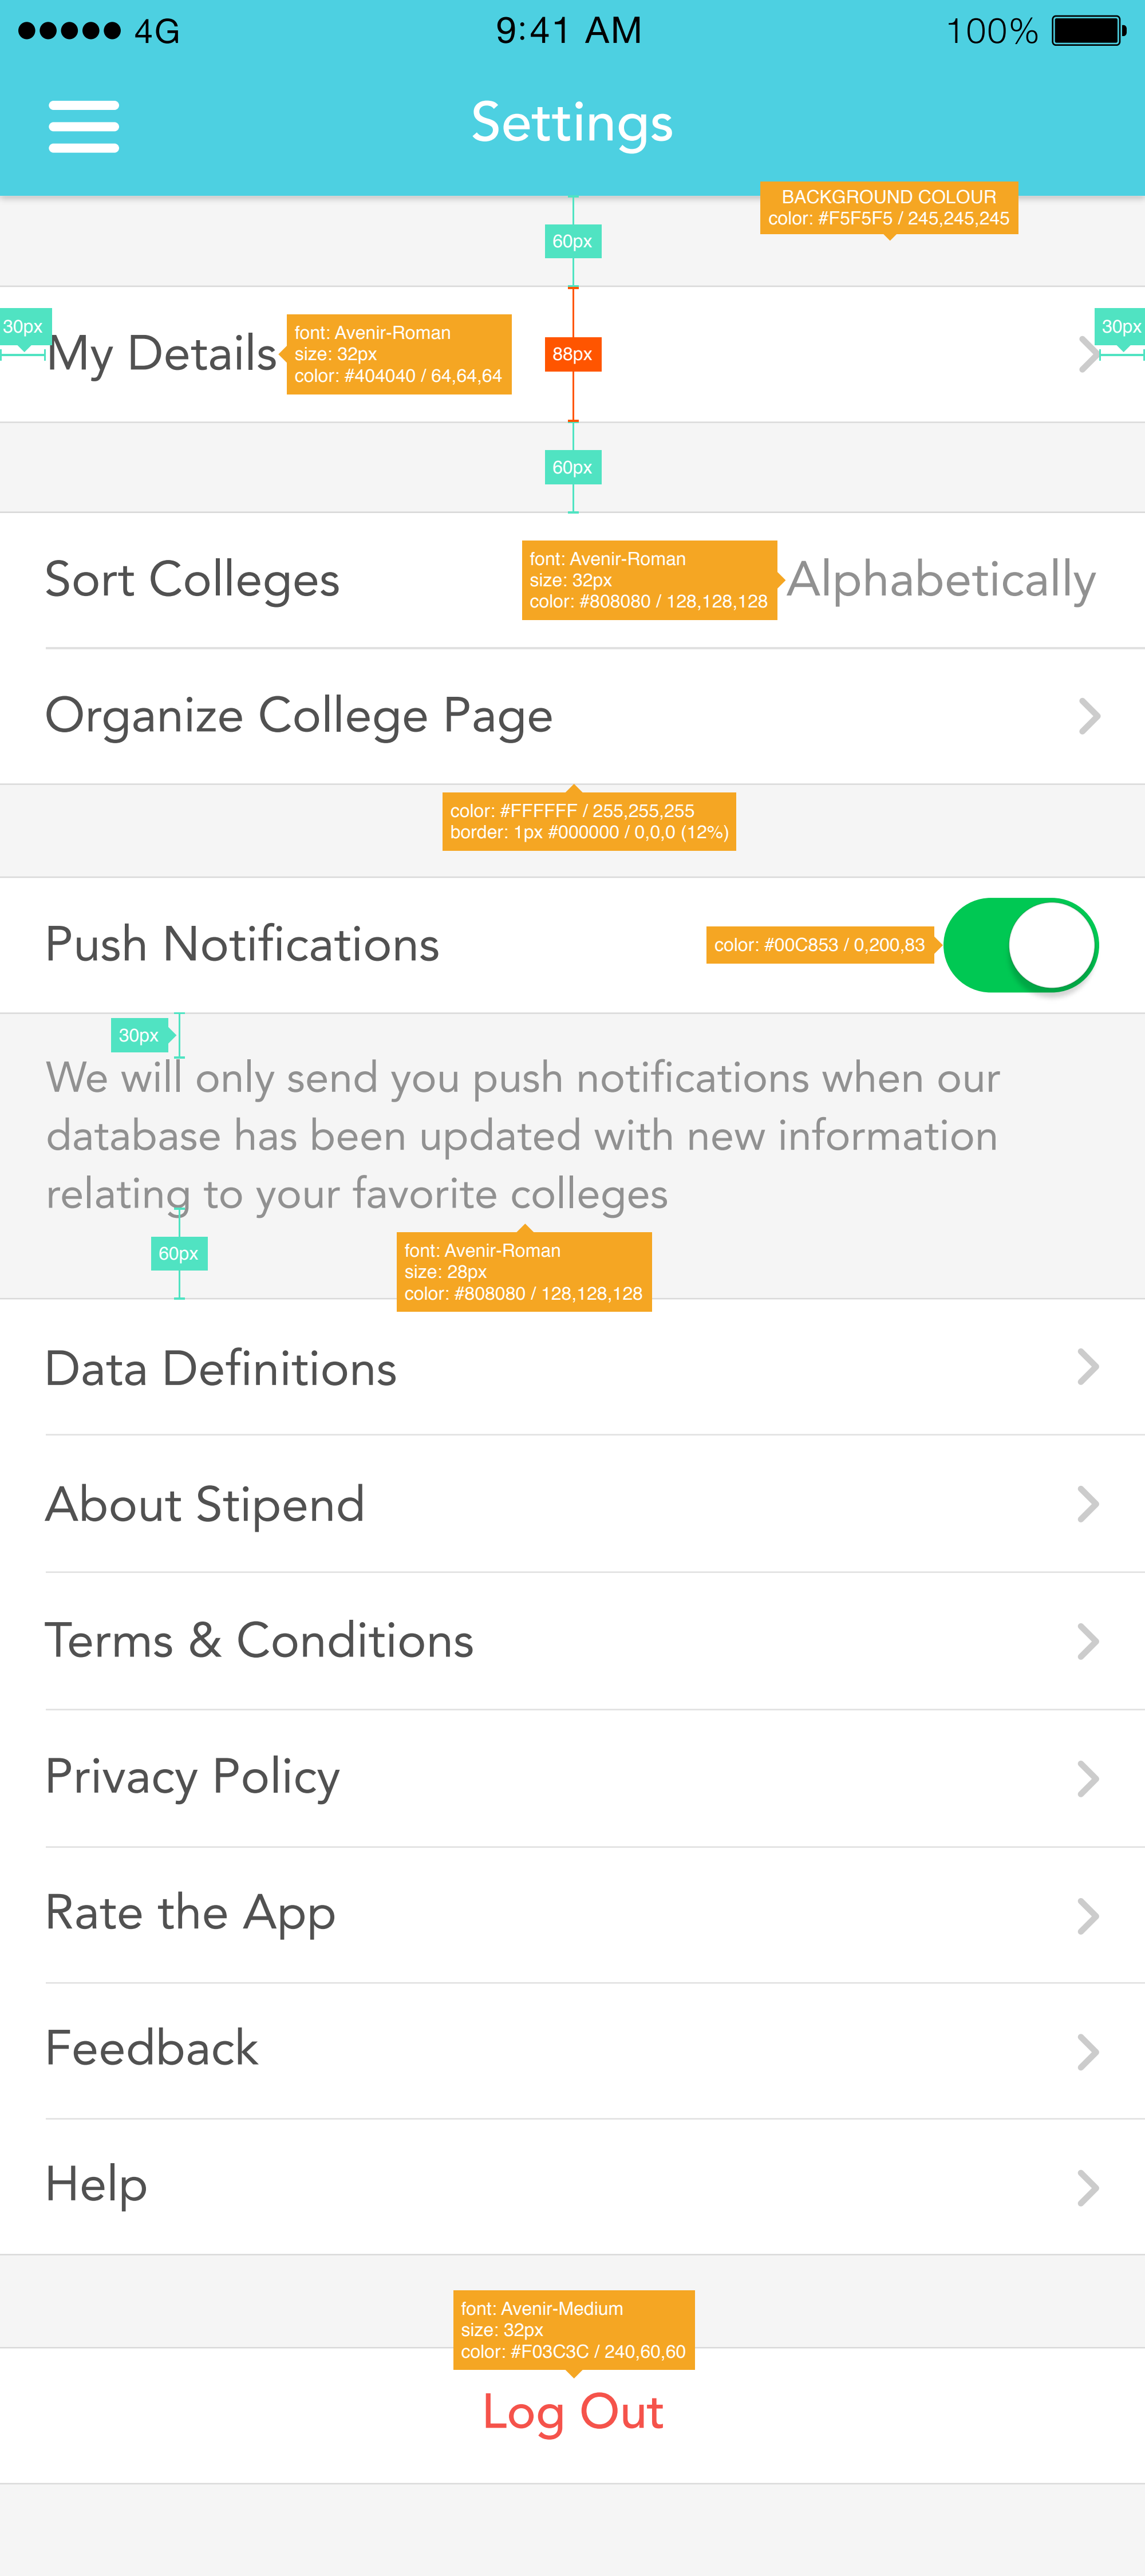 4G 9:41 AM 100%
Settings
BACKGROUND COLOUR
color: #F5F5F5 / 245,245,245
60px
30px
My Details
font: Avenir-Roman
size: 32px
color: #404040 / 64,64,64
88px
30px
60px
Sort Colleges
font: Avenir-Roman
size: 32px
color: #808080 / 128,128,128
Alphabetically
Organize College Page
color: #FFFFFF / 255,255,255
border: 1px #000000 / 0,0,0 (12%)
Push Notifications
color: #00C853 / 0,200,83
30px
We will only send you push notifications when our
database has been updated with new information
relating to your favorite colleges
60px
font: Avenir-Roman
size: 28px
color: #808080 / 128,128,128
Data Definitions
About Stipend
Terms & Conditions
Privacy Policy
Rate the App
Feedback
Help
font: Avenir-Medium
size: 32px
color: #F03C3C / 240,60,60
Log Out